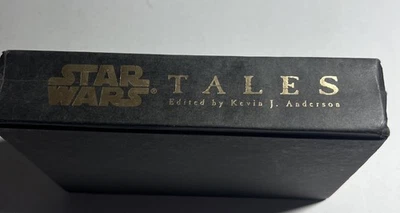 STAR
WARS® TALES
Edited by Kevin J. Anderson